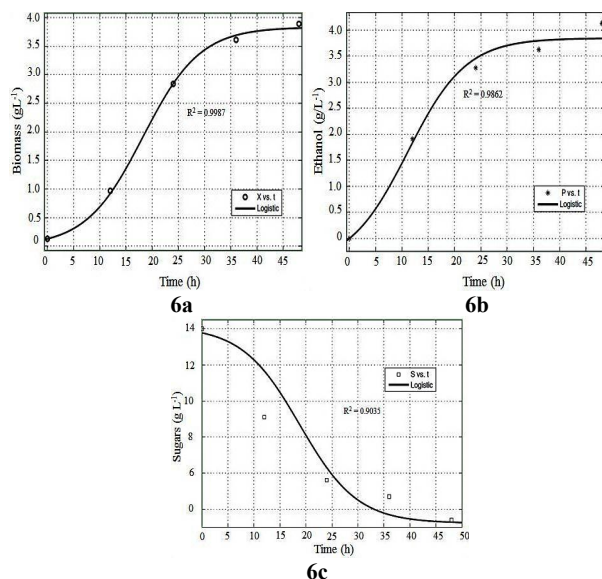 4.0
3.5
3.0
2.5
2.0
1.5
1.0
0.5
0
Biomass (gL-1)
R2 = 0.9987
X vs. t
Logistic
0 5 10 15 20 25 30 35 40 45
Time (h)
6a
4.0
3.5
3.0
2.5
2.0
1.5
1.0
0.5
0
Ethanol (g/L-1)
R2 = 0.9862
P vs. t
Logistic
0 5 10 15 20 25 30 35 40 45
Time (h)
6b
14
12
10
8
6
0
Sugars (g L-1)
S vs. t
Logistic
R2 = 0.9035
0 5 10 15 20 25 30 35 40 45 50
Time (h)
6c